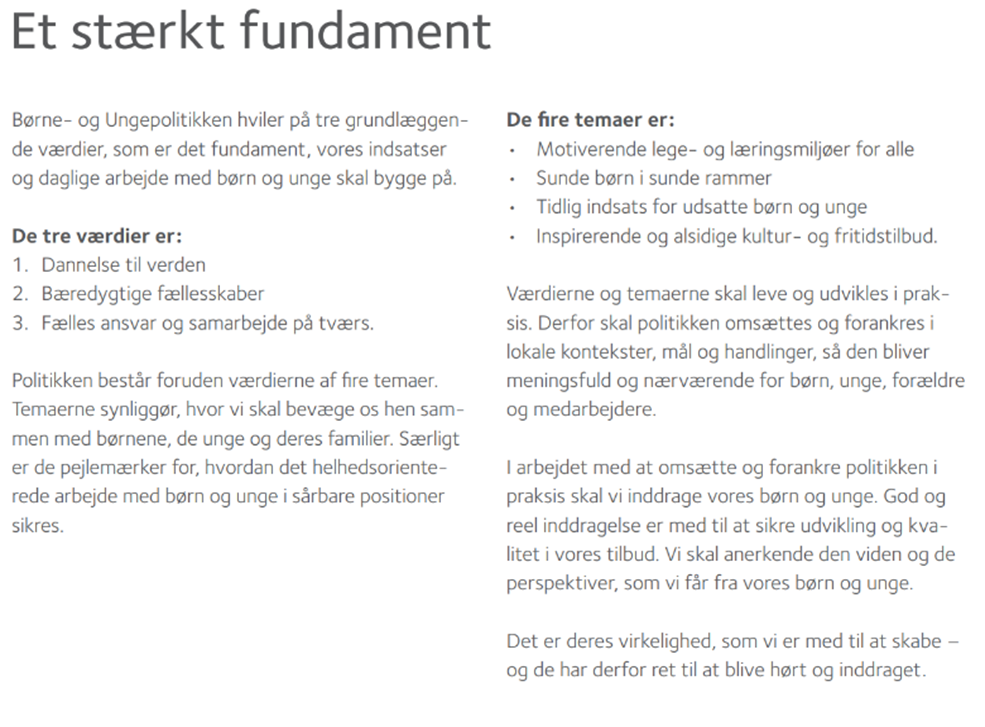 Et stærkt fundament
Børne- og Ungepolitikken hviler på tre grundlæggen-
de værdier, som er det fundament, vores indsatser
og daglige arbejde med børn og unge skal bygge på.
De tre værdier er:
1. Dannelse til verden
2. Bæredygtige fællesskaber
3. Fælles ansvar og samarbejde på tværs.
Politikken består foruden værdierne af fire temaer.
Temaerne synliggør, hvor vi skal bevæge os hen sam-
men med børnene, de unge og deres familier. Særligt
er de pejlemærker for, hvordan det helhedsoriente-
rede arbejde med børn og unge i sårbare positioner
sikres.
De fire temaer er:
• Motiverende lege- og læringsmiljøer for alle
• Sunde børn i sunde rammer
• Tidlig indsats for udsatte børn og unge
• Inspirerende og alsidige kultur- og fritidstilbud.
Værdierne og temaerne skal leve og udvikles i prak-
sis. Derfor skal politikken omsættes og forankres i
lokale kontekster, mål og handlinger, så den bliver
meningsfuld og nærværende for børn, unge, forældre
og medarbejdere.
I arbejdet med at omsætte og forankre politikken i
praksis skal vi inddrage vores børn og unge. God og
reel inddragelse er med til at sikre udvikling og kva-
litet i vores tilbud. Vi skal anerkende den viden og de
perspektiver, som vi får fra vores børn og unge.
Det er deres virkelighed, som vi er med til at skabe –
og de har derfor ret til at blive hørt og inddraget.